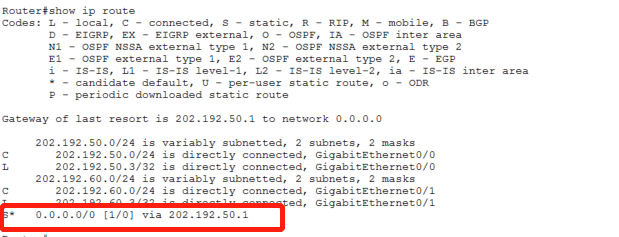 Router#show ip route
Codes: L - local, C - connected, S - static, R - RIP, M - mobile, B - BGP
D - EIGRP, EX - EIGRP external, O - OSPF, IA - OSPF inter area
N1 - OSPF NSSA external type 1, N2 - OSPF NSSA external type 2
E1 - OSPF external type 1, E2 - OSPF external type 2, E - EGP
i - IS-IS, L1 - IS-IS level-1, L2 - IS-IS level-2, ia - IS-IS inter area
* - candidate default, U - per-user static route, o - ODR
P - periodic downloaded static route
Gateway of last resort is 202.192.50.1 to network 0.0.0.0
202.192.50.0/24 is variably subnetted, 2 subnets, 2 masks
C 202.192.50.0/24 is directly connected, GigabitEthernet0/0
L 202.192.50.3/32 is directly connected, GigabitEthernet0/0
202.192.60.0/24 is variably subnetted, 2 subnets, 2 masks
C 202.192.60.0/24 is directly connected, GigabitEthernet0/1
L 202.192.60.3/32 is directly connected, GigabitEthernet0/1
S* 0.0.0.0/0 [1/0] via 202.192.50.1